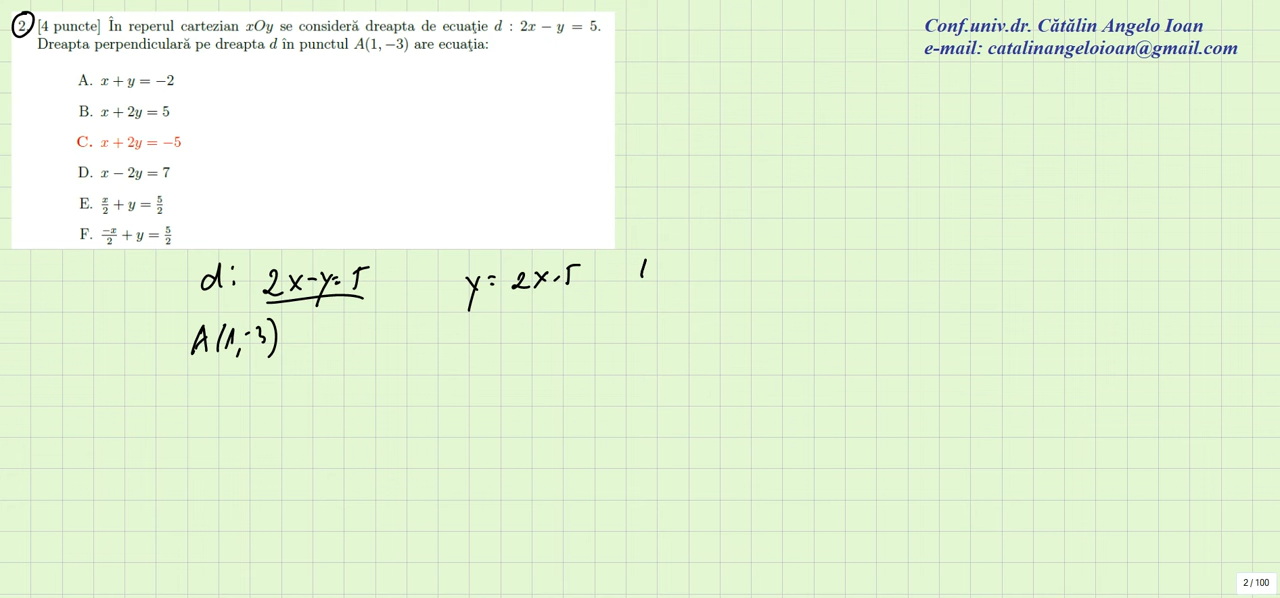 2. [4 puncte] În reperul cartezian xOy se consideră dreapta de ecuaţie d : 2x − y = 5.
Dreapta perpendiculară pe dreapta d în punctul A(1, −3) are ecuaţia:
A. x + y = −2
B. x + 2y = 5
C. x + 2y = −5
D. x − 2y = 7
E. x/2 + y = 5/2
F. −x/2 + y = 5/2
Conf.univ.dr. Cătălin Angelo Ioan
e-mail: catalinangeloioan@gmail.com
d: 2x-y=5
y=2x-5
A(1,-3)
2 / 100